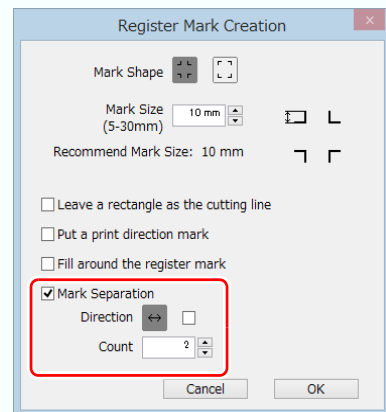 Register Mark Creation
Mark Shape
Mark Size
(5-30mm)
10 mm
Recommend Mark Size: 10 mm
Leave a rectangle as the cutting line
Put a print direction mark
Fill around the register mark
Mark Separation
Direction
Count 2
Cancel OK